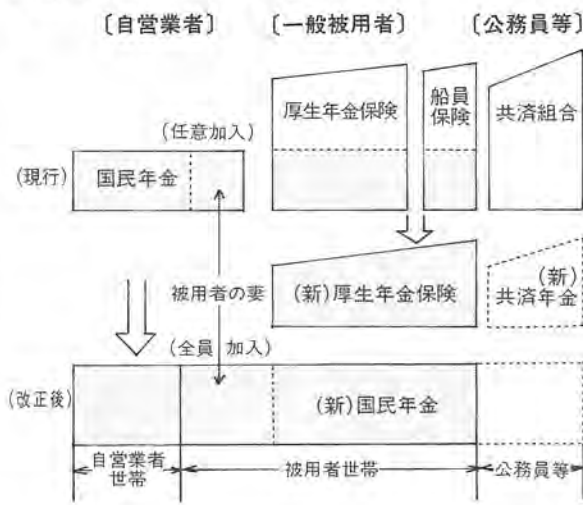 〔自営業者〕 〔一般被用者〕 〔公務員等〕
(任意加入)
厚生年金保険
船員
保険
共済組合
(現行)
国民年金
被用者の妻
(新)厚生年金保険
(新)
共済年金
(全員加入)
(改正後)
(新)国民年金
自営業者
世帯
被用者世帯
公務員等